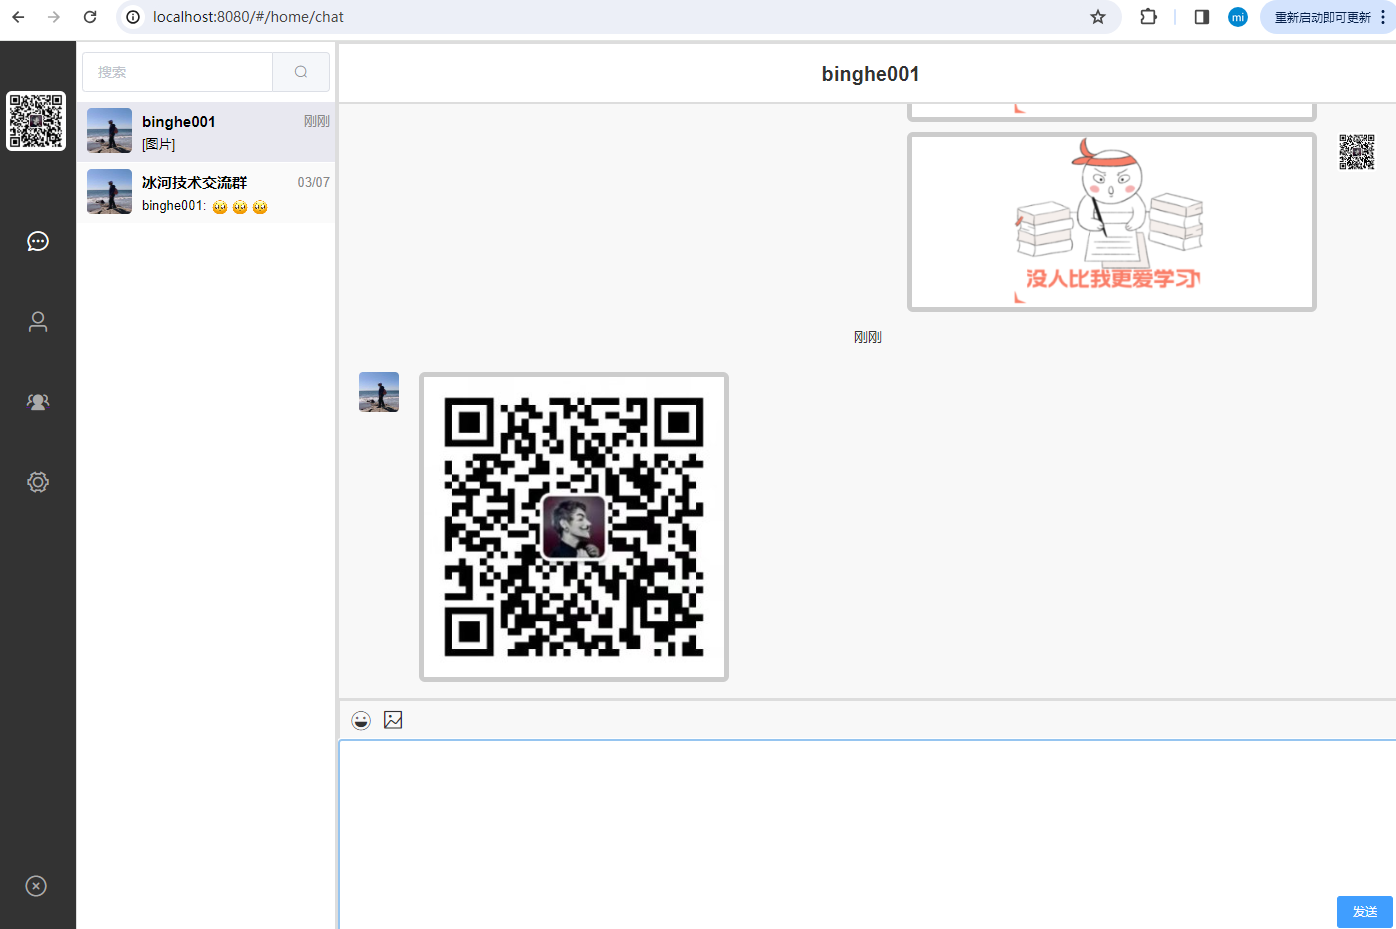 localhost:8080/#/home/chat
mi
重新启动即可更新
搜索
binghe001
刚刚
[图片]
冰河技术交流群
03/07
binghe001:
binghe001
没人比我更爱学习
刚刚
发送